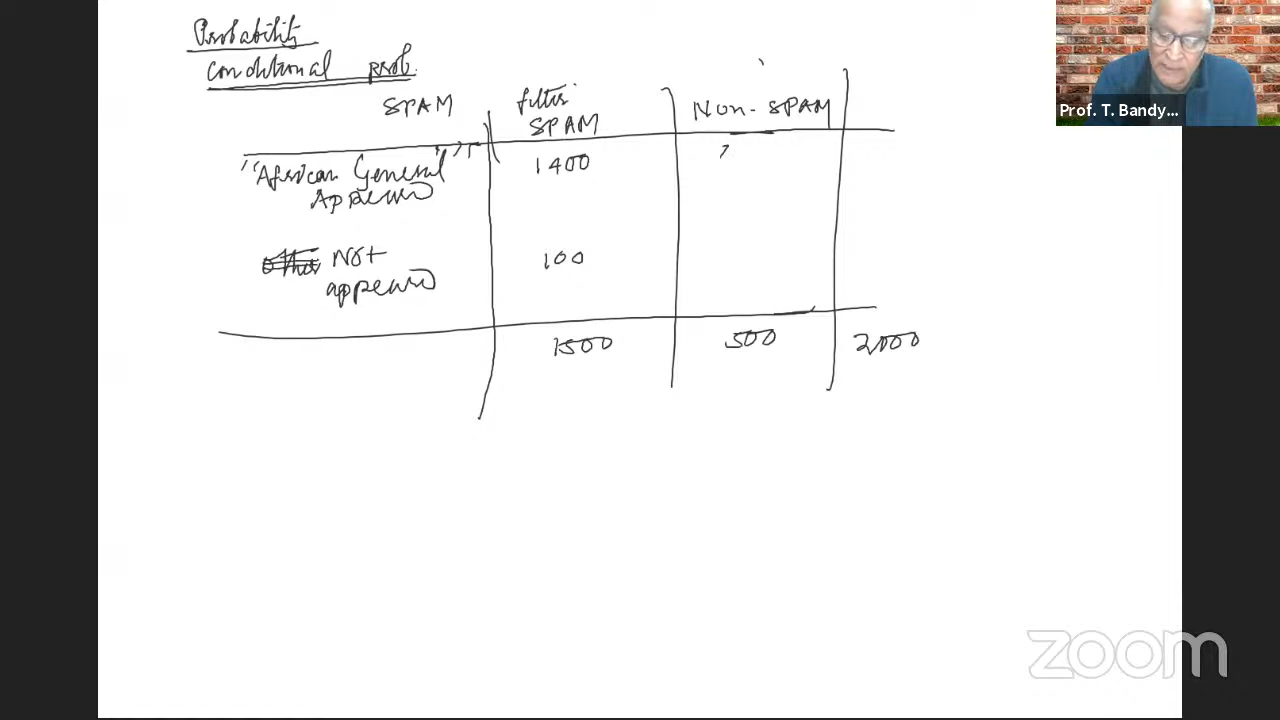 Probability
conditional prob.
SPAM
filter
SPAM
Non-SPAM
"African General"
Appeared
1400
Not
appeared
100
1500 500 2000
Prof. T. Bandy...
zoom